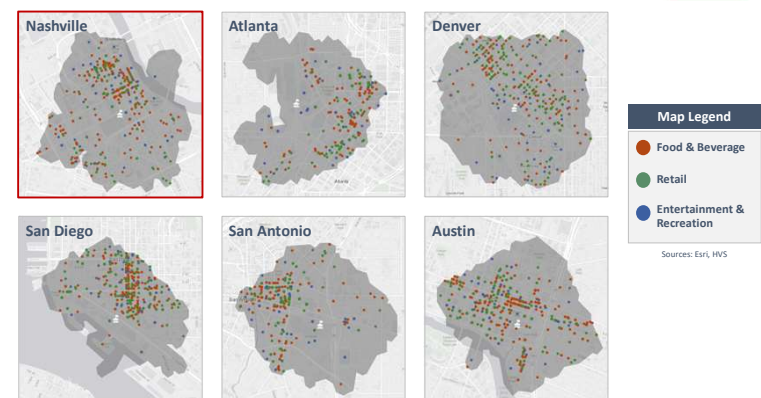 Nashville
Atlanta
Denver
Map Legend
Food & Beverage
Retail
Entertainment &
Recreation
Sources: Esri, HVS
San Diego
San Antonio
Austin